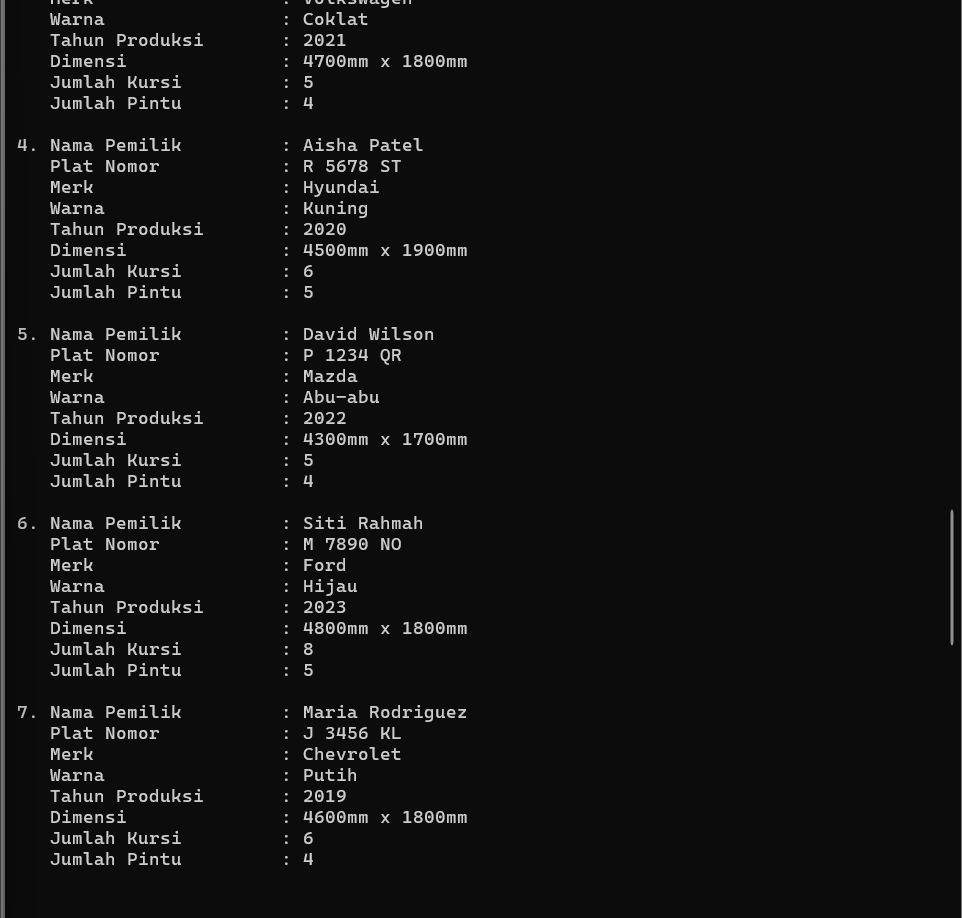 Merk : Volkswagen
Warna : Coklat
Tahun Produksi : 2021
Dimensi : 4700mm x 1800mm
Jumlah Kursi : 5
Jumlah Pintu : 4
4. Nama Pemilik : Aisha Patel
Plat Nomor : R 5678 ST
Merk : Hyundai
Warna : Kuning
Tahun Produksi : 2020
Dimensi : 4500mm x 1900mm
Jumlah Kursi : 6
Jumlah Pintu : 5
5. Nama Pemilik : David Wilson
Plat Nomor : P 1234 QR
Merk : Mazda
Warna : Abu-abu
Tahun Produksi : 2022
Dimensi : 4300mm x 1700mm
Jumlah Kursi : 5
Jumlah Pintu : 4
6. Nama Pemilik : Siti Rahmah
Plat Nomor : M 7890 NO
Merk : Ford
Warna : Hijau
Tahun Produksi : 2023
Dimensi : 4800mm x 1800mm
Jumlah Kursi : 8
Jumlah Pintu : 5
7. Nama Pemilik : Maria Rodriguez
Plat Nomor : J 3456 KL
Merk : Chevrolet
Warna : Putih
Tahun Produksi : 2019
Dimensi : 4600mm x 1800mm
Jumlah Kursi : 6
Jumlah Pintu : 4